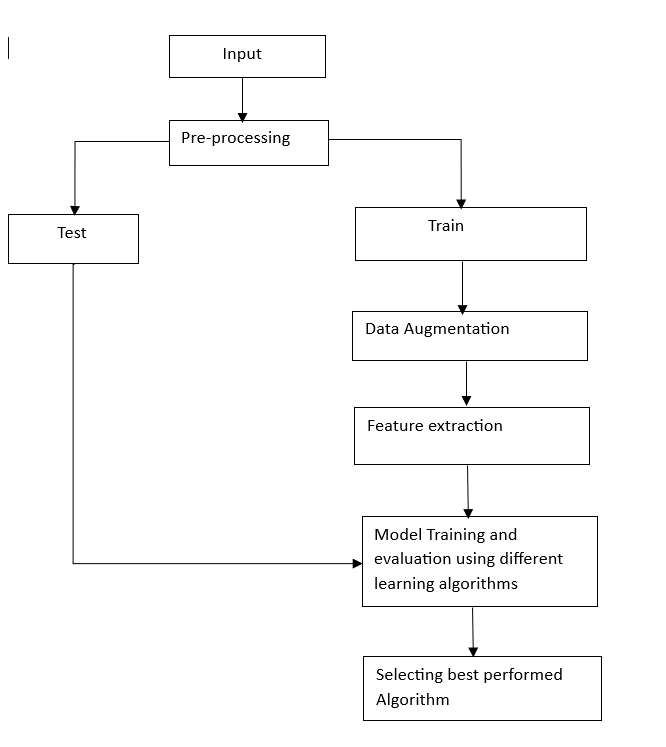 Input
Pre-processing
Test
Train
Data Augmentation
Feature extraction
Model Training and
evaluation using different
learning algorithms
Selecting best performed
Algorithm